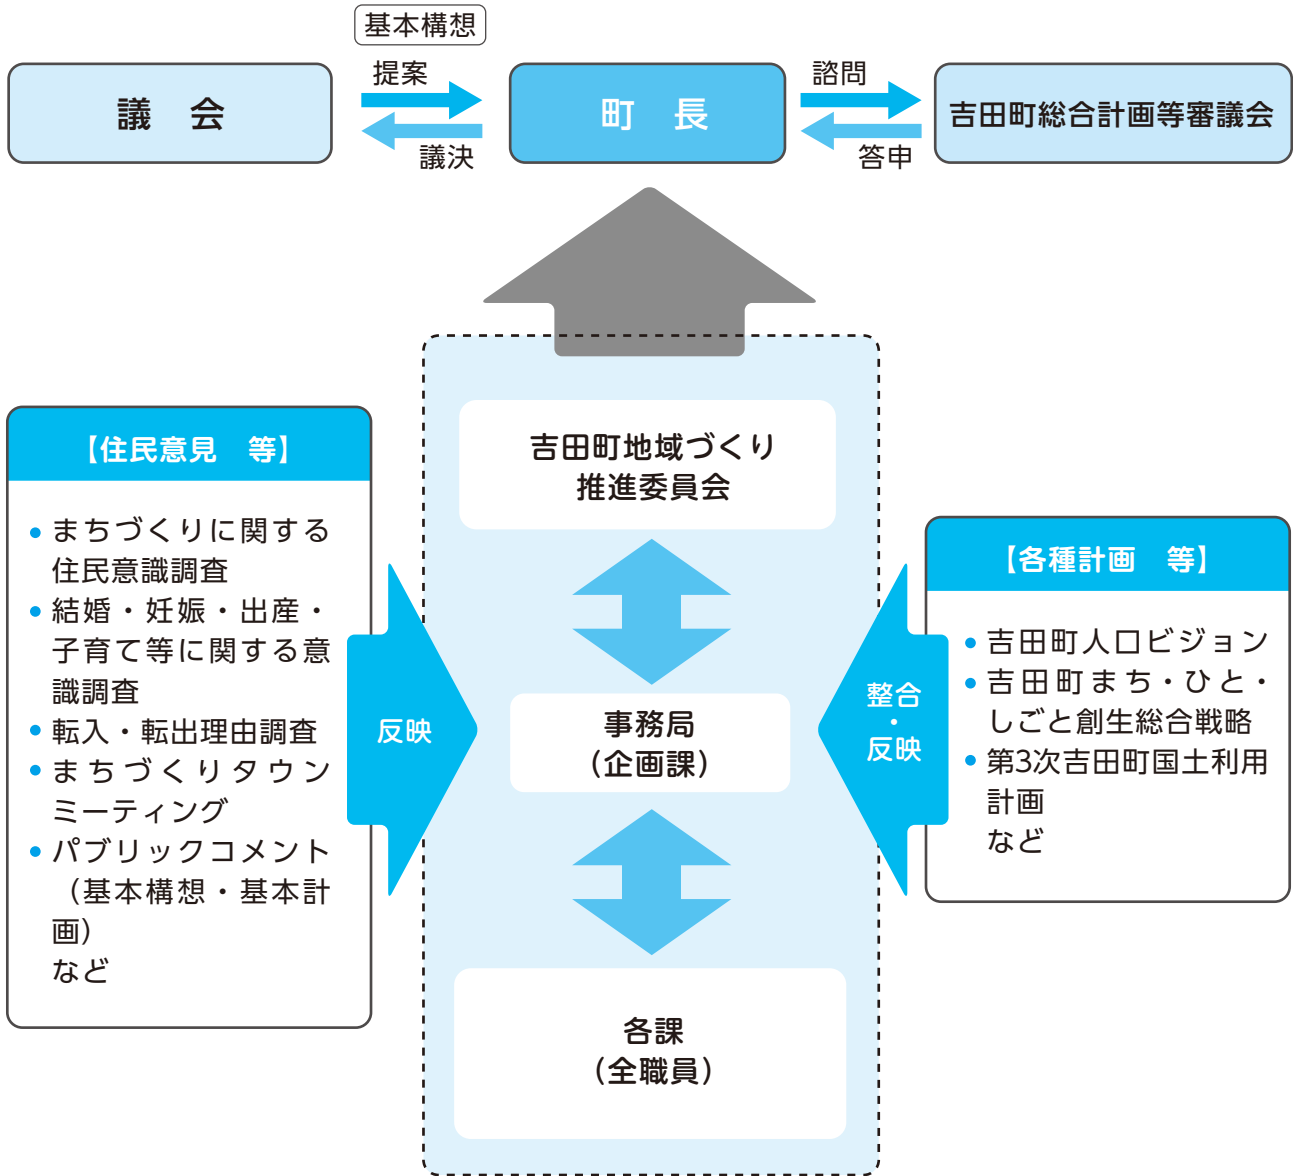 基本構想
提案
議決
議　会
町　長
諮問
答申
吉田町総合計画等審議会
【住民意見　等】
まちづくりに関する
住民意識調査
結婚・妊娠・出産・
子育て等に関する意
識調査
転入・転出理由調査
まちづくりタウン
ミーティング
パブリックコメント
（基本構想・基本計
画）
など
反映
吉田町地域づくり
推進委員会
事務局
（企画課）
各課
（全職員）
整合
・
反映
【各種計画　等】
吉田町人口ビジョン
吉田町まち・ひと・
しごと創生総合戦略
第3次吉田町国土利用
計画
など